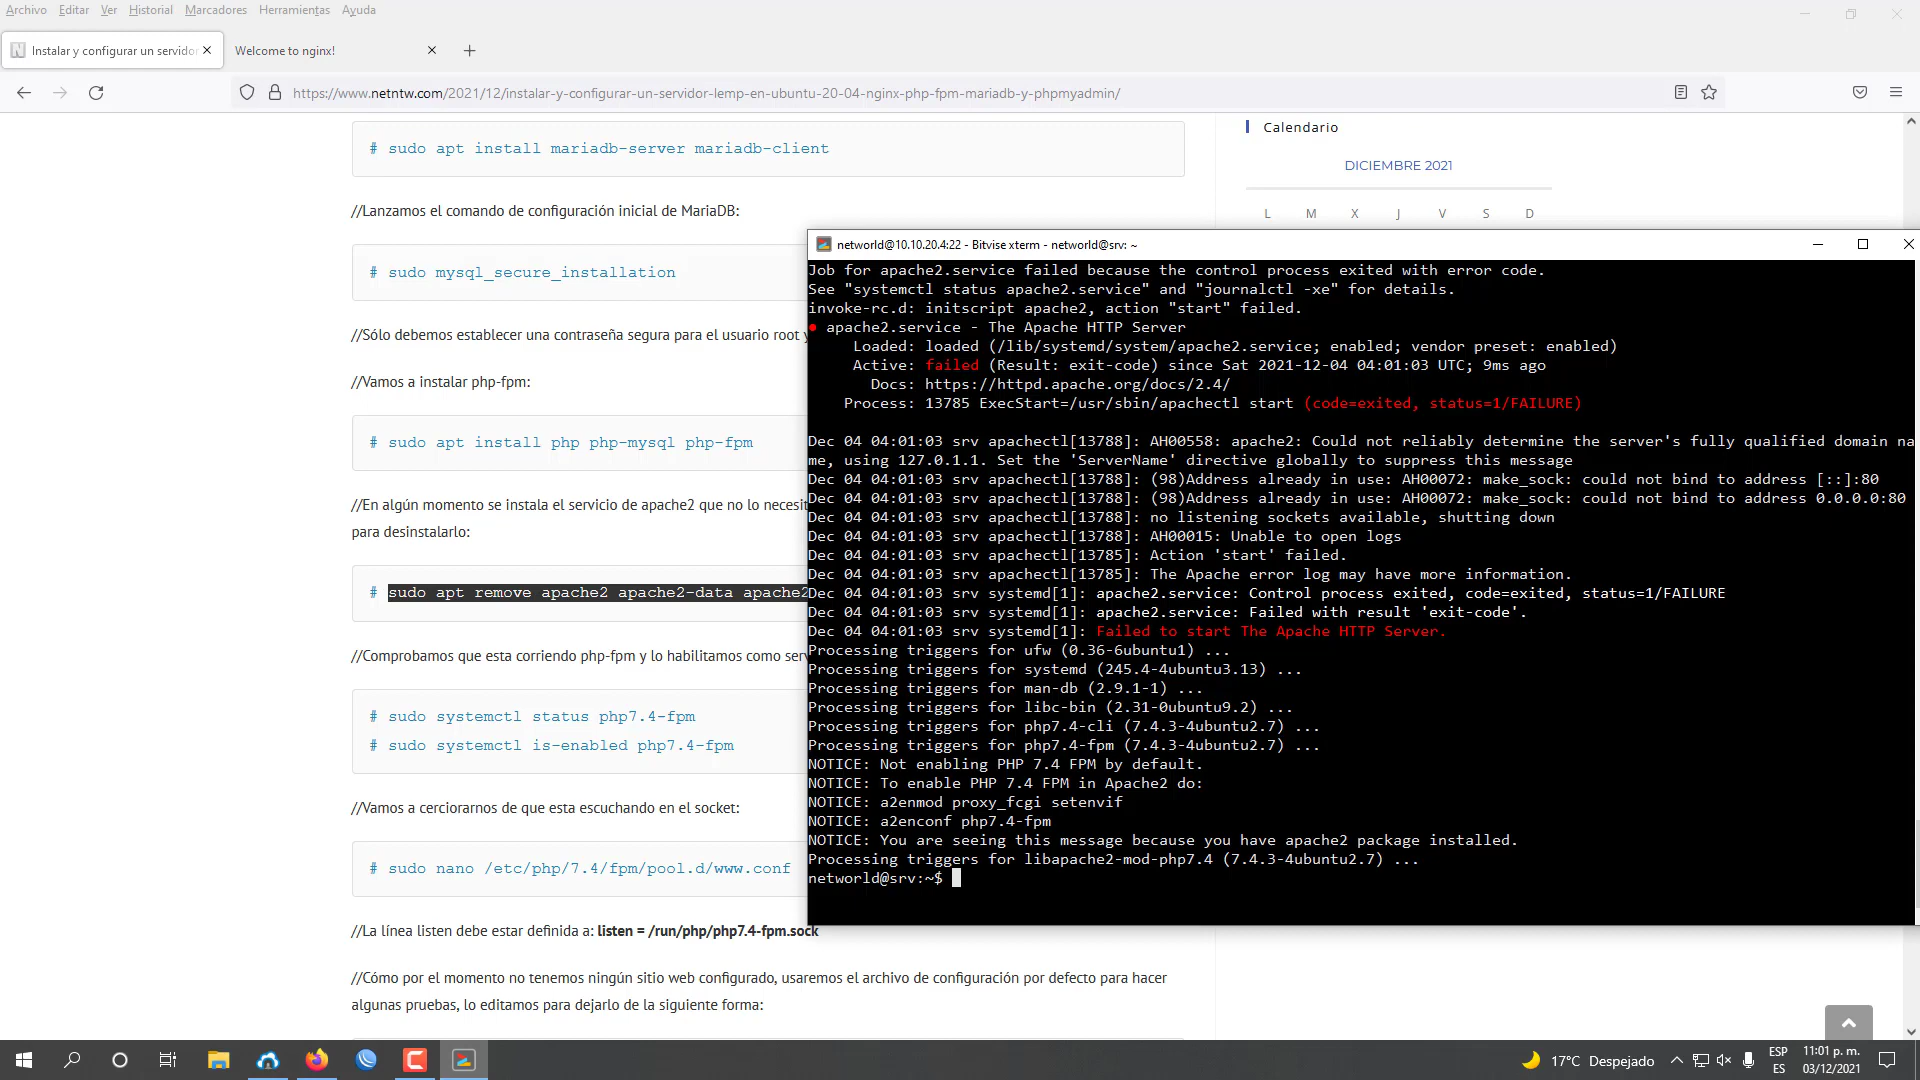 Archivo Editar Ver Historial Marcadores Herramientas Ayuda
Instalar y configurar un servidor
Welcome to nginx!
https://www.netntw.com/2021/12/instalar-y-configurar-un-servidor-lemp-en-ubuntu-20-04-nginx-php-fpm-mariadb-y-phpmyadmin/
# sudo apt install mariadb-server mariadb-client
//Lanzamos el comando de configuración inicial de MariaDB:
# sudo mysql_secure_installation
//Sólo debemos establecer una contraseña segura para el usuario root y
//Vamos a instalar php-fpm:
# sudo apt install php php-mysql php-fpm
//En algún momento se instala el servicio de apache2 que no lo necesit
para desinstalarlo:
# sudo apt remove apache2 apache2-data apache2
//Comprobamos que esta corriendo php-fpm y lo habilitamos como serv
# sudo systemctl status php7.4-fpm
# sudo systemctl is-enabled php7.4-fpm
//Vamos a cerciorarnos de que esta escuchando en el socket:
# sudo nano /etc/php/7.4/fpm/pool.d/www.conf
//La línea listen debe estar definida a: listen = /run/php/php7.4-fpm.sock
//Cómo por el momento no tenemos ningún sitio web configurado, usaremos el archivo de configuración por defecto para hacer
algunas pruebas, lo editamos para dejarlo de la siguiente forma:
Calendario
DICIEMBRE 2021
L M X J V S D
networld@10.10.20.4:22 - Bitvise xterm - networld@srv: ~
Job for apache2.service failed because the control process exited with error code.
See "systemctl status apache2.service" and "journalctl -xe" for details.
invoke-rc.d: initscript apache2, action "start" failed.
● apache2.service - The Apache HTTP Server
Loaded: loaded (/lib/systemd/system/apache2.service; enabled; vendor preset: enabled)
Active: failed (Result: exit-code) since Sat 2021-12-04 04:01:03 UTC; 9ms ago
Docs: https://httpd.apache.org/docs/2.4/
Process: 13785 ExecStart=/usr/sbin/apachectl start (code=exited, status=1/FAILURE)
Dec 04 04:01:03 srv apachectl[13788]: AH00558: apache2: Could not reliably determine the server's fully qualified domain na
me, using 127.0.1.1. Set the 'ServerName' directive globally to suppress this message
Dec 04 04:01:03 srv apachectl[13788]: (98)Address already in use: AH00072: make_sock: could not bind to address [::]:80
Dec 04 04:01:03 srv apachectl[13788]: (98)Address already in use: AH00072: make_sock: could not bind to address 0.0.0.0:80
Dec 04 04:01:03 srv apachectl[13788]: no listening sockets available, shutting down
Dec 04 04:01:03 srv apachectl[13788]: AH00015: Unable to open logs
Dec 04 04:01:03 srv apachectl[13785]: Action 'start' failed.
Dec 04 04:01:03 srv apachectl[13785]: The Apache error log may have more information.
Dec 04 04:01:03 srv systemd[1]: apache2.service: Control process exited, code=exited, status=1/FAILURE
Dec 04 04:01:03 srv systemd[1]: apache2.service: Failed with result 'exit-code'.
Dec 04 04:01:03 srv systemd[1]: Failed to start The Apache HTTP Server.
Processing triggers for ufw (0.36-6ubuntu1) ...
Processing triggers for systemd (245.4-4ubuntu3.13) ...
Processing triggers for man-db (2.9.1-1) ...
Processing triggers for libc-bin (2.31-0ubuntu9.2) ...
Processing triggers for php7.4-cli (7.4.3-4ubuntu2.7) ...
Processing triggers for php7.4-fpm (7.4.3-4ubuntu2.7) ...
NOTICE: Not enabling PHP 7.4 FPM by default.
NOTICE: To enable PHP 7.4 FPM in Apache2 do:
NOTICE: a2enmod proxy_fcgi setenvif
NOTICE: a2enconf php7.4-fpm
NOTICE: You are seeing this message because you have apache2 package installed.
Processing triggers for libapache2-mod-php7.4 (7.4.3-4ubuntu2.7) ...
networld@srv:~$
17°C Despejado
ESP
ES
11:01 p. m.
03/12/2021